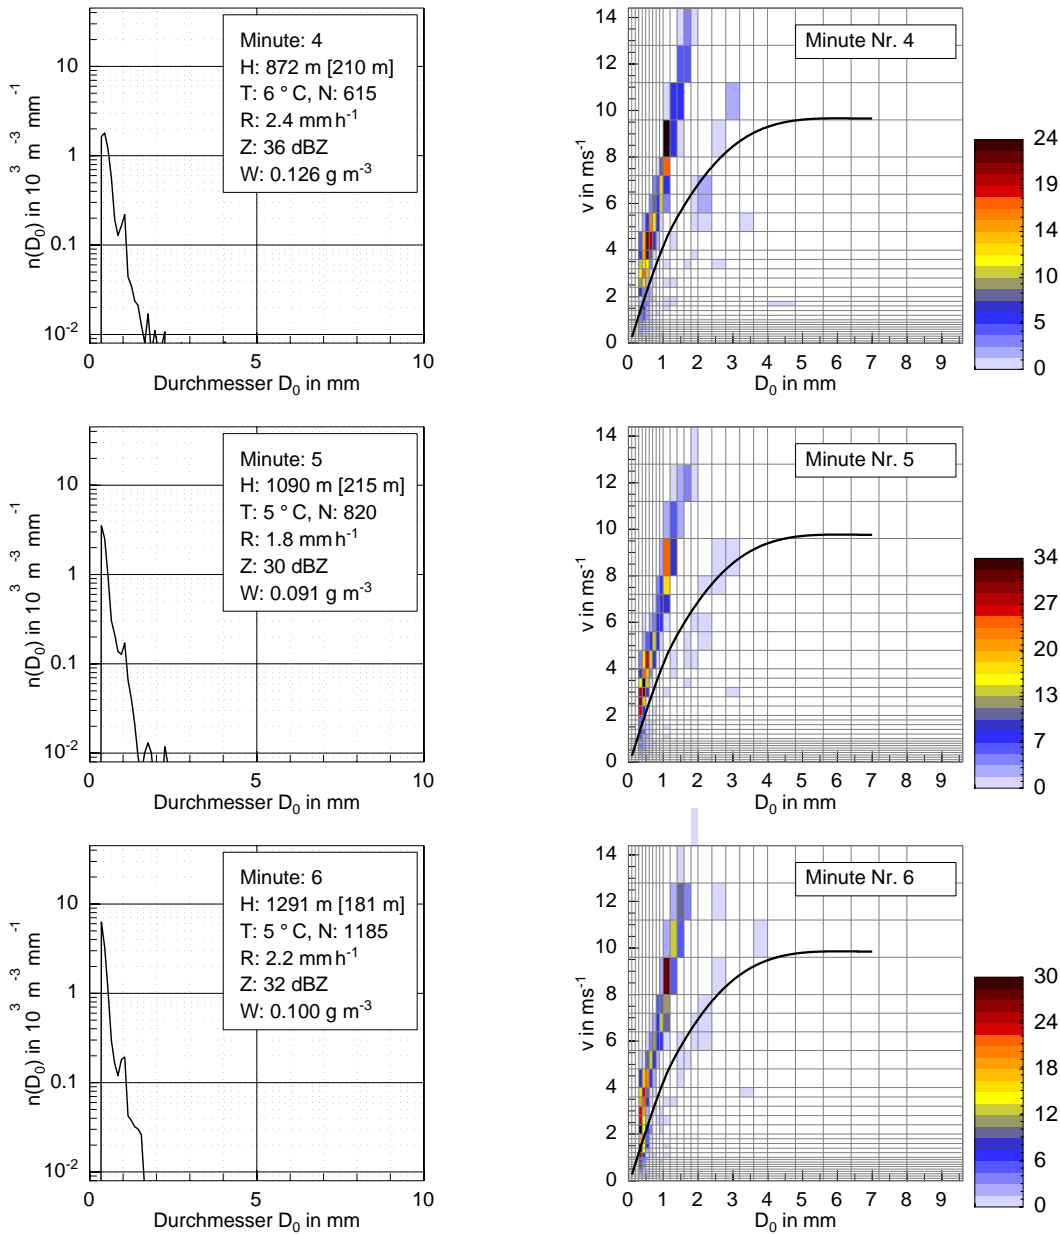 10
1
0.1
10⁻²
n(D₀) in 10³ m⁻³ mm⁻¹
0
5
10
Durchmesser D₀ in mm
Minute: 4
H: 872 m [210 m]
T: 6 °C, N: 615
R: 2.4 mm h⁻¹
Z: 36 dBZ
W: 0.126 g m⁻³
14
12
10
8
6
4
2
0
v in ms⁻¹
Minute Nr. 4
0 1 2 3 4 5 6 7 8 9
D₀ in mm
24
19
14
10
5
0
10
1
0.1
10⁻²
n(D₀) in 10³ m⁻³ mm⁻¹
0
5
10
Durchmesser D₀ in mm
Minute: 5
H: 1090 m [215 m]
T: 5 °C, N: 820
R: 1.8 mm h⁻¹
Z: 30 dBZ
W: 0.091 g m⁻³
14
12
10
8
6
4
2
0
v in ms⁻¹
Minute Nr. 5
0 1 2 3 4 5 6 7 8 9
D₀ in mm
34
27
20
13
7
0
10
1
0.1
10⁻²
n(D₀) in 10³ m⁻³ mm⁻¹
0
5
10
Durchmesser D₀ in mm
Minute: 6
H: 1291 m [181 m]
T: 5 °C, N: 1185
R: 2.2 mm h⁻¹
Z: 32 dBZ
W: 0.100 g m⁻³
14
12
10
8
6
4
2
0
v in ms⁻¹
Minute Nr. 6
0 1 2 3 4 5 6 7 8 9
D₀ in mm
30
24
18
12
6
0